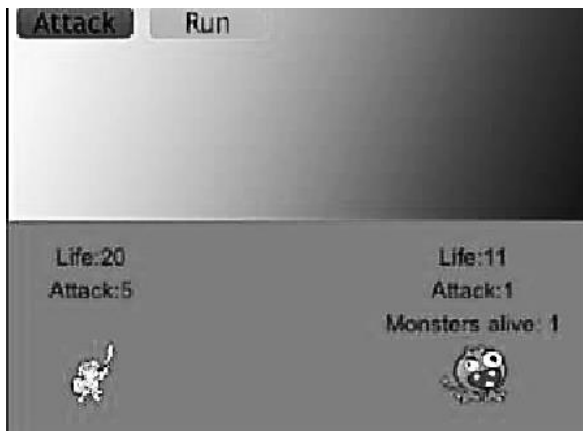 Attack Run
Life:20
Attack:5
Life:11
Attack:1
Monsters alive: 1